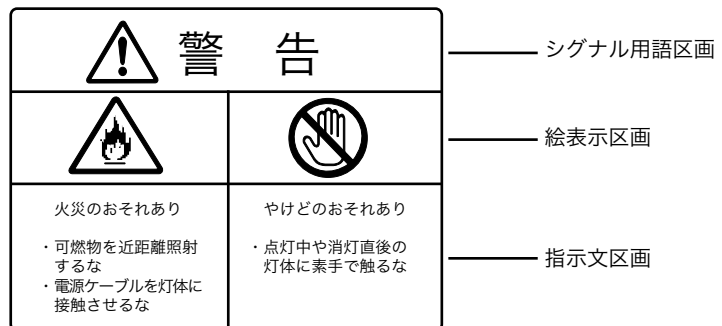 警告
シグナル用語区画
絵表示区画
火災のおそれあり
・可燃物を近距離照射
するな
・電源ケーブルを灯体に
接触させるな
やけどのおそれあり
・点灯中や消灯直後の
灯体に素手で触るな
指示文区画